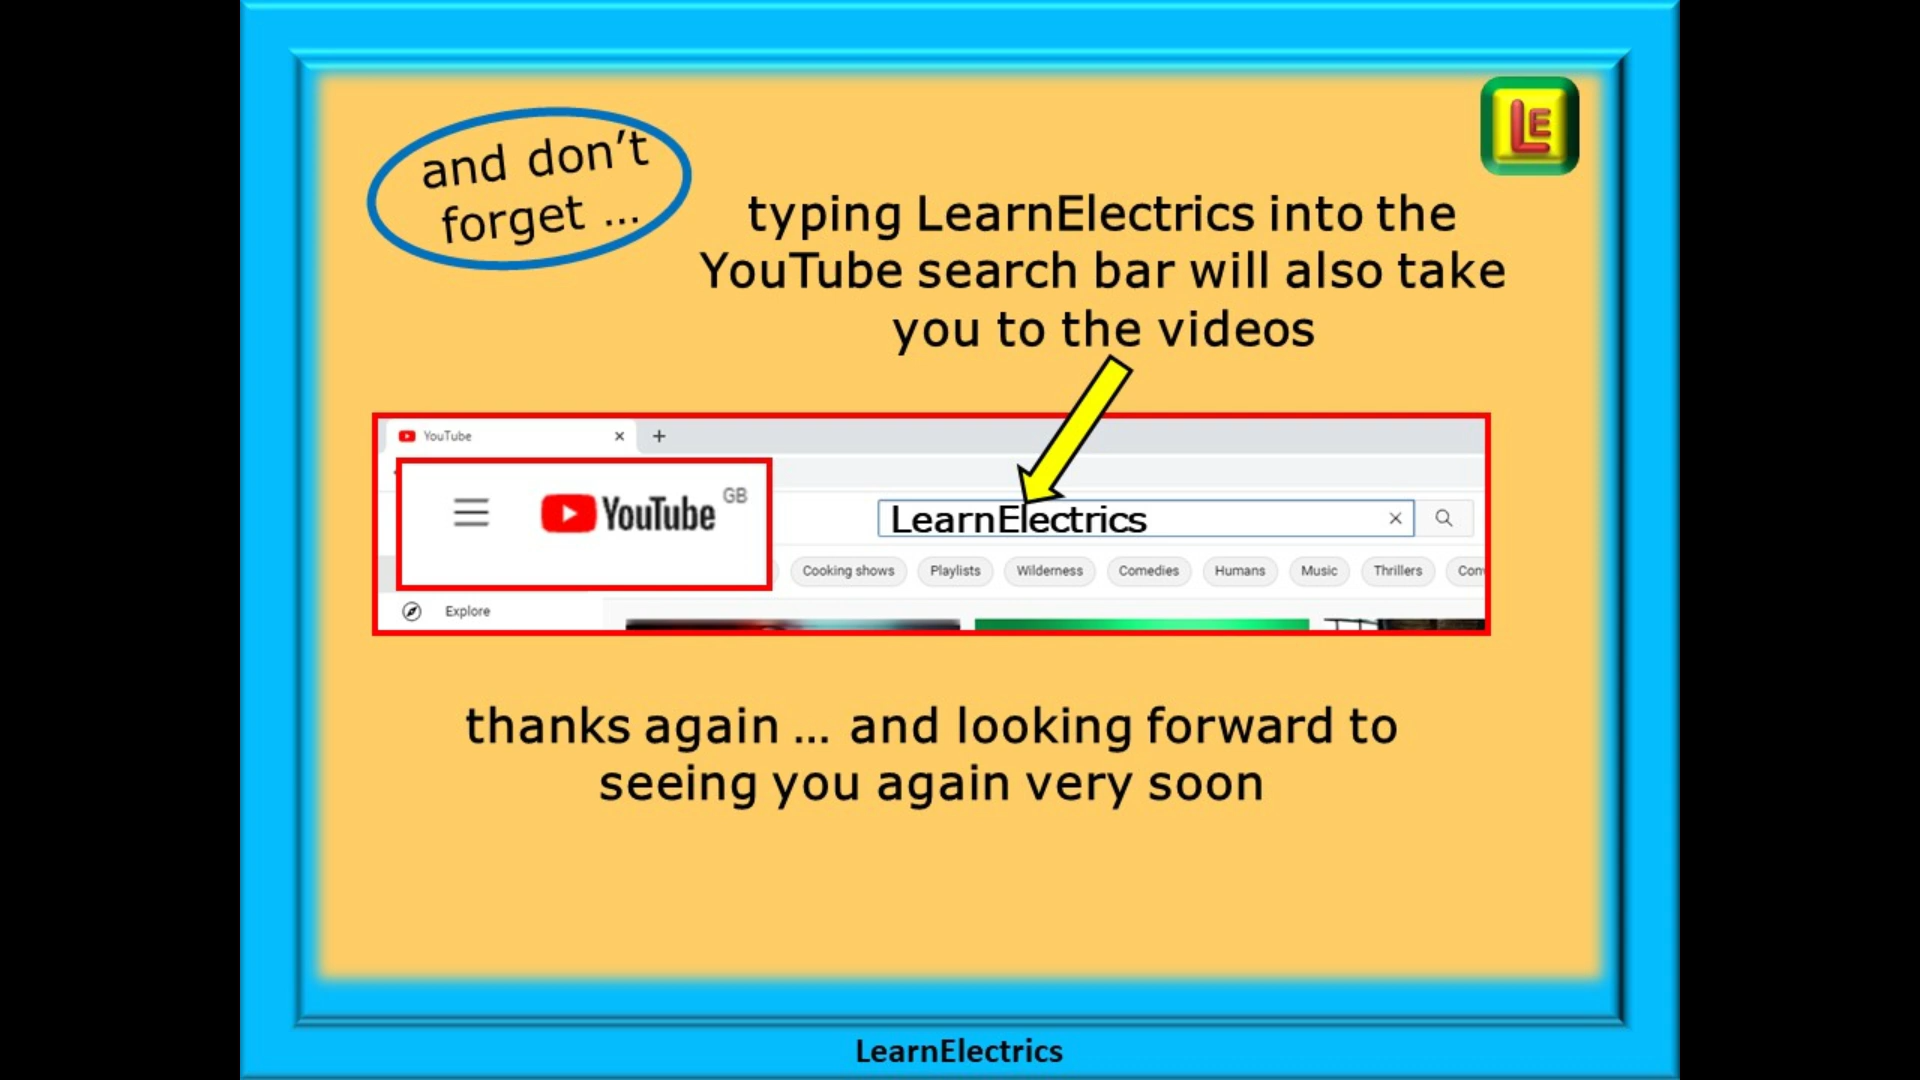 and don't
forget ...
LE
typing LearnElectrics into the
YouTube search bar will also take
you to the videos
YouTube
YouTube GB
LearnElectrics
Cooking shows Playlists Wilderness Comedies Humans Music Thrillers
Explore
thanks again ... and looking forward to
seeing you again very soon
LearnElectrics